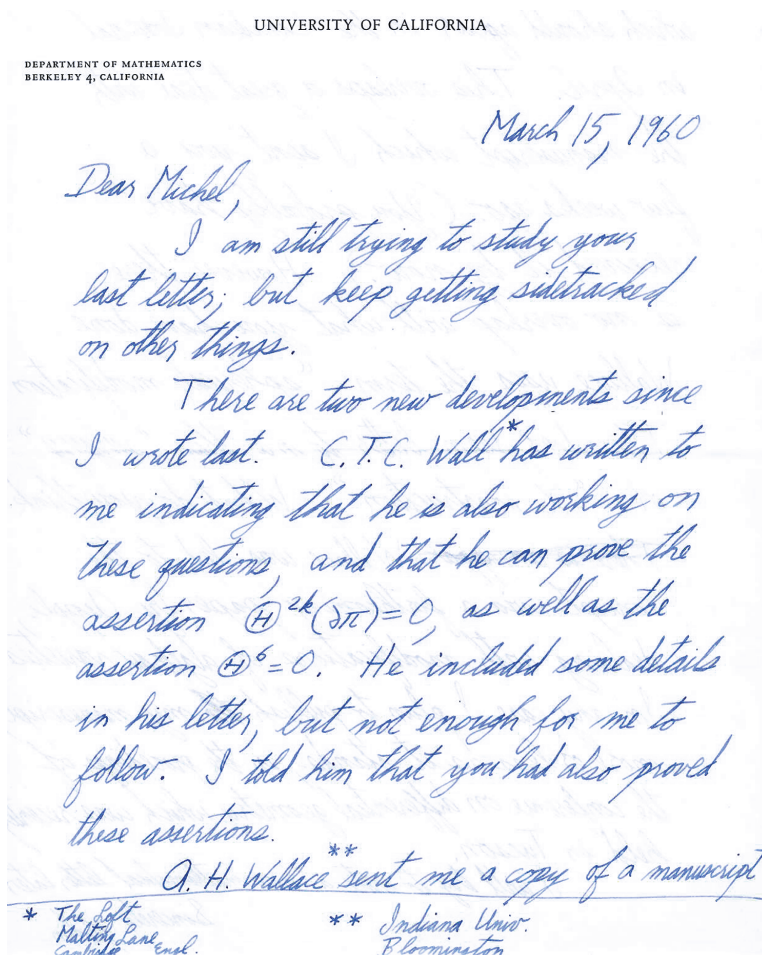 UNIVERSITY OF CALIFORNIA
DEPARTMENT OF MATHEMATICS
BERKELEY 4, CALIFORNIA
March 15, 1960
Dear Michel,
I am still trying to study your
last letter; but keep getting sidetracked
on other things.
There are two new developments since
I wrote last. C.T.C. Wall* has written to
me indicating that he is also working on
these questions, and that he can prove the
assertion Ⓗ²ᵏ(∂π)=0, as well as the
assertion Ⓗ⁶=0. He included some details
in his letter, but not enough for me to
follow. I told him that you had also proved
these assertions.
A. H. Wallace** sent me a copy of a manuscript
* The Loft
Malting Lane
Cambridge Engl.
** Indiana Univ.
Bloomington